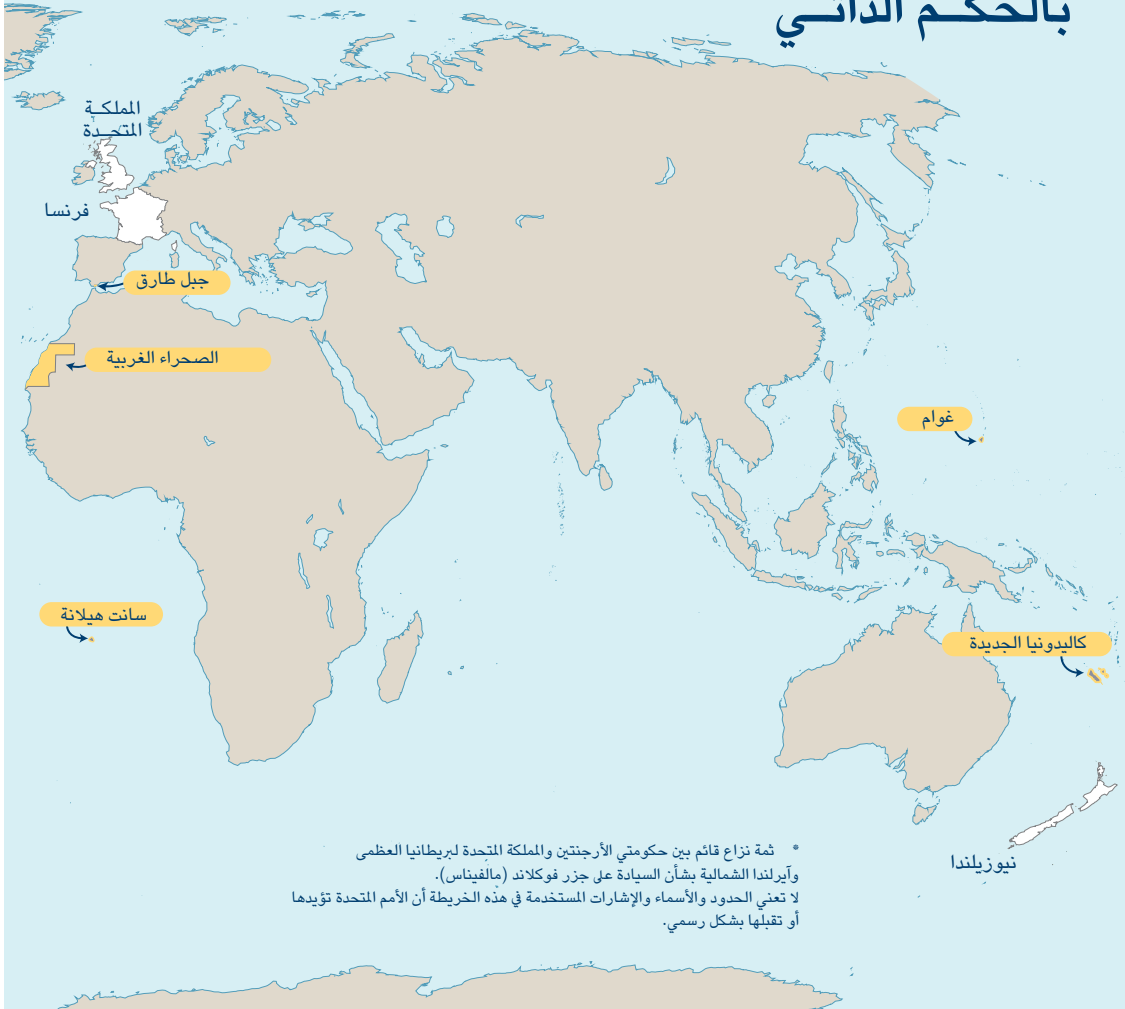 بالحكم الذاتي
المملكة
المتحدة
فرنسا
جبل طارق
الصحراء الغربية
غوام
سانت هيلانة
كاليدونيا الجديدة
نيوزيلندا
* ثمة نزاع قائم بين حكومتي الأرجنتين والمملكة المتحدة لبريطانيا العظمى
وآيرلندا الشمالية بشأن السيادة على جزر فوكلاند (مالفيناس).
لا تعني الحدود والأسماء والإشارات المستخدمة في هذه الخريطة أن الأمم المتحدة تؤيدها
أو تقبلها بشكل رسمي.